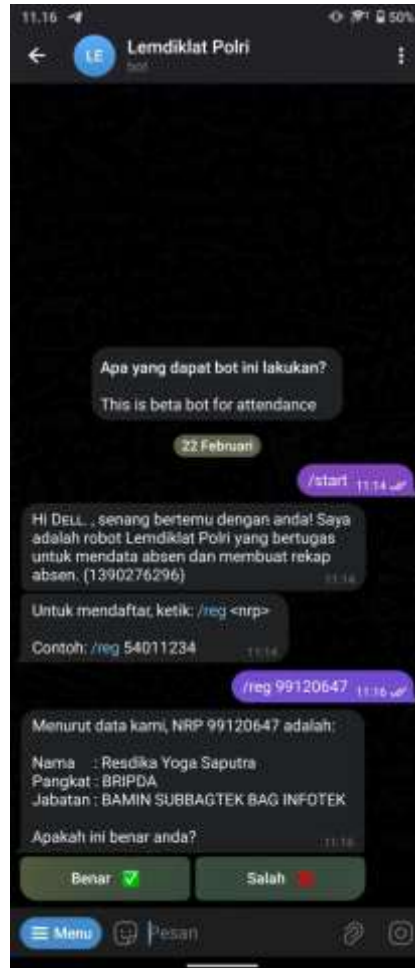 11.16
50%
LE
Lemdiklat Polri
bot
Apa yang dapat bot ini lakukan?
This is beta bot for attendance
22 Februari
/start 11.14
Hi Dᴇʟʟ. , senang bertemu dengan anda! Saya
adalah robot Lemdiklat Polri yang bertugas
untuk mendata absen dan membuat rekap
absen. (1390276296)
11.14
Untuk mendaftar, ketik: /reg <nrp>
Contoh: /reg 54011234
11.14
/reg 99120647 11.16
Menurut data kami, NRP 99120647 adalah:
Nama : Resdika Yoga Saputra
Pangkat : BRIPDA
Jabatan : BAMIN SUBBAGTEK BAG INFOTEK
Apakah ini benar anda?
11.16
Benar ✅
Salah
Menu
Pesan